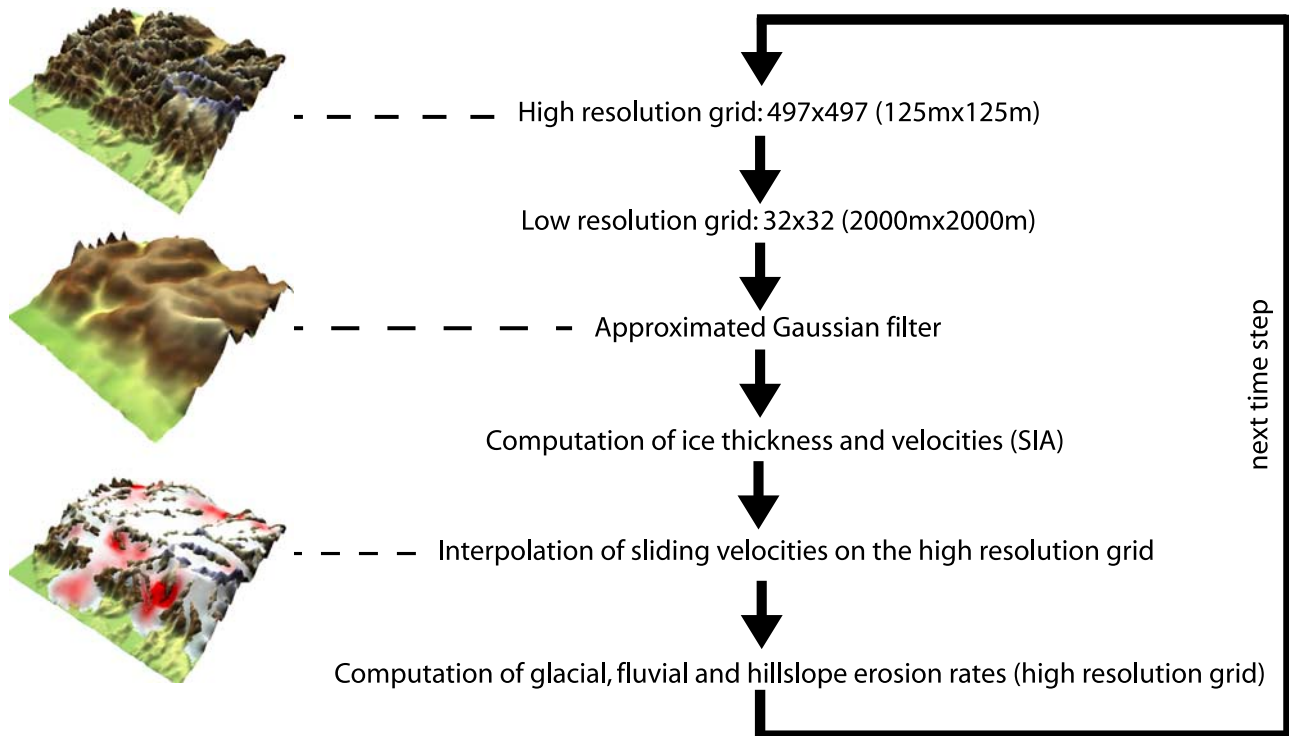 High resolution grid: 497x497 (125mx125m)
Low resolution grid: 32x32 (2000mx2000m)
Approximated Gaussian filter
Computation of ice thickness and velocities (SIA)
Interpolation of sliding velocities on the high resolution grid
Computation of glacial, fluvial and hillslope erosion rates (high resolution grid)
next time step